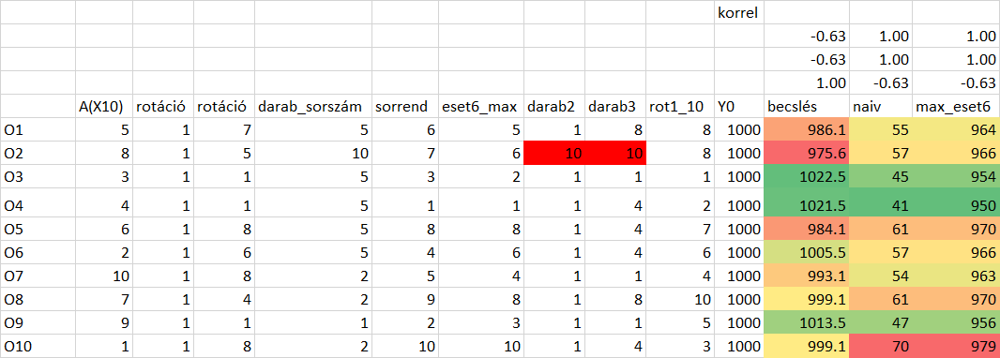 korrel
-0.63 1.00 1.00
-0.63 1.00 1.00
1.00 -0.63 -0.63
A(X10) rotáció rotáció darab_sorszám sorrend eset6_max darab2 darab3 rot1_10 Y0 becslés naiv max_eset6
O1 5 1 7 5 6 5 1 8 8 1000 986.1 55 964
O2 8 1 5 10 7 6 10 10 8 1000 975.6 57 966
O3 3 1 1 5 3 2 1 1 1 1000 1022.5 45 954
O4 4 1 1 5 1 1 1 4 2 1000 1021.5 41 950
O5 6 1 8 5 8 8 1 4 7 1000 984.1 61 970
O6 2 1 6 5 4 6 1 4 6 1000 1005.5 57 966
O7 10 1 8 2 5 4 1 1 4 1000 993.1 54 963
O8 7 1 4 2 9 8 1 8 10 1000 999.1 61 970
O9 9 1 1 1 2 3 1 1 5 1000 1013.5 47 956
O10 1 1 8 2 10 10 1 4 3 1000 999.1 70 979